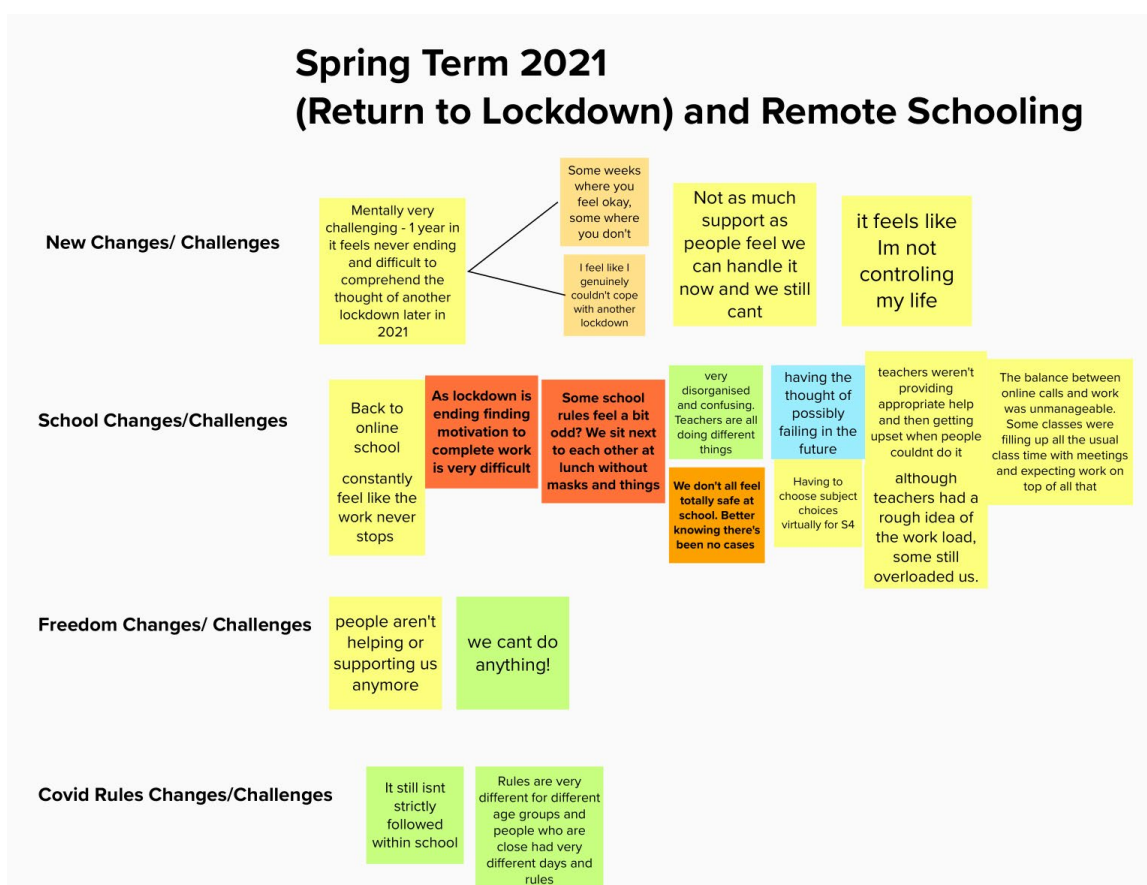 Spring Term 2021
(Return to Lockdown) and Remote Schooling
New Changes/ Challenges
Mentally very
challenging - 1 year in
it feels never ending
and difficult to
comprehend the
thought of another
lockdown later in
2021
Some weeks
where you
feel okay,
some where
you don't
I feel like I
genuinely
couldn't cope
with another
lockdown
Not as much
support as
people feel we
can handle it
now and we still
cant
it feels like
Im not
controling
my life
School Changes/Challenges
Back to
online
school
constantly
feel like the
work never
stops
As lockdown is
ending finding
motivation to
complete work
is very difficult
Some school
rules feel a bit
odd? We sit next
to each other at
lunch without
masks and things
very
disorganised
and confusing.
Teachers are all
doing different
things
We don't all feel
totally safe at
school. Better
knowing there's
been no cases
having the
thought of
possibly
failing in the
future
Having to
choose subject
choices
virtually for S4
teachers weren't
providing
appropriate help
and then getting
upset when people
couldnt do it
although
teachers had a
rough idea of
the work load,
some still
overloaded us.
The balance between
online calls and work
was unmanageable.
Some classes were
filling up all the usual
class time with meetings
and expecting work on
top of all that
Freedom Changes/ Challenges
people aren't
helping or
supporting us
anymore
we cant do
anything!
Covid Rules Changes/Challenges
It still isnt
strictly
followed
within school
Rules are very
different for different
age groups and
people who are
close had very
different days and
rules